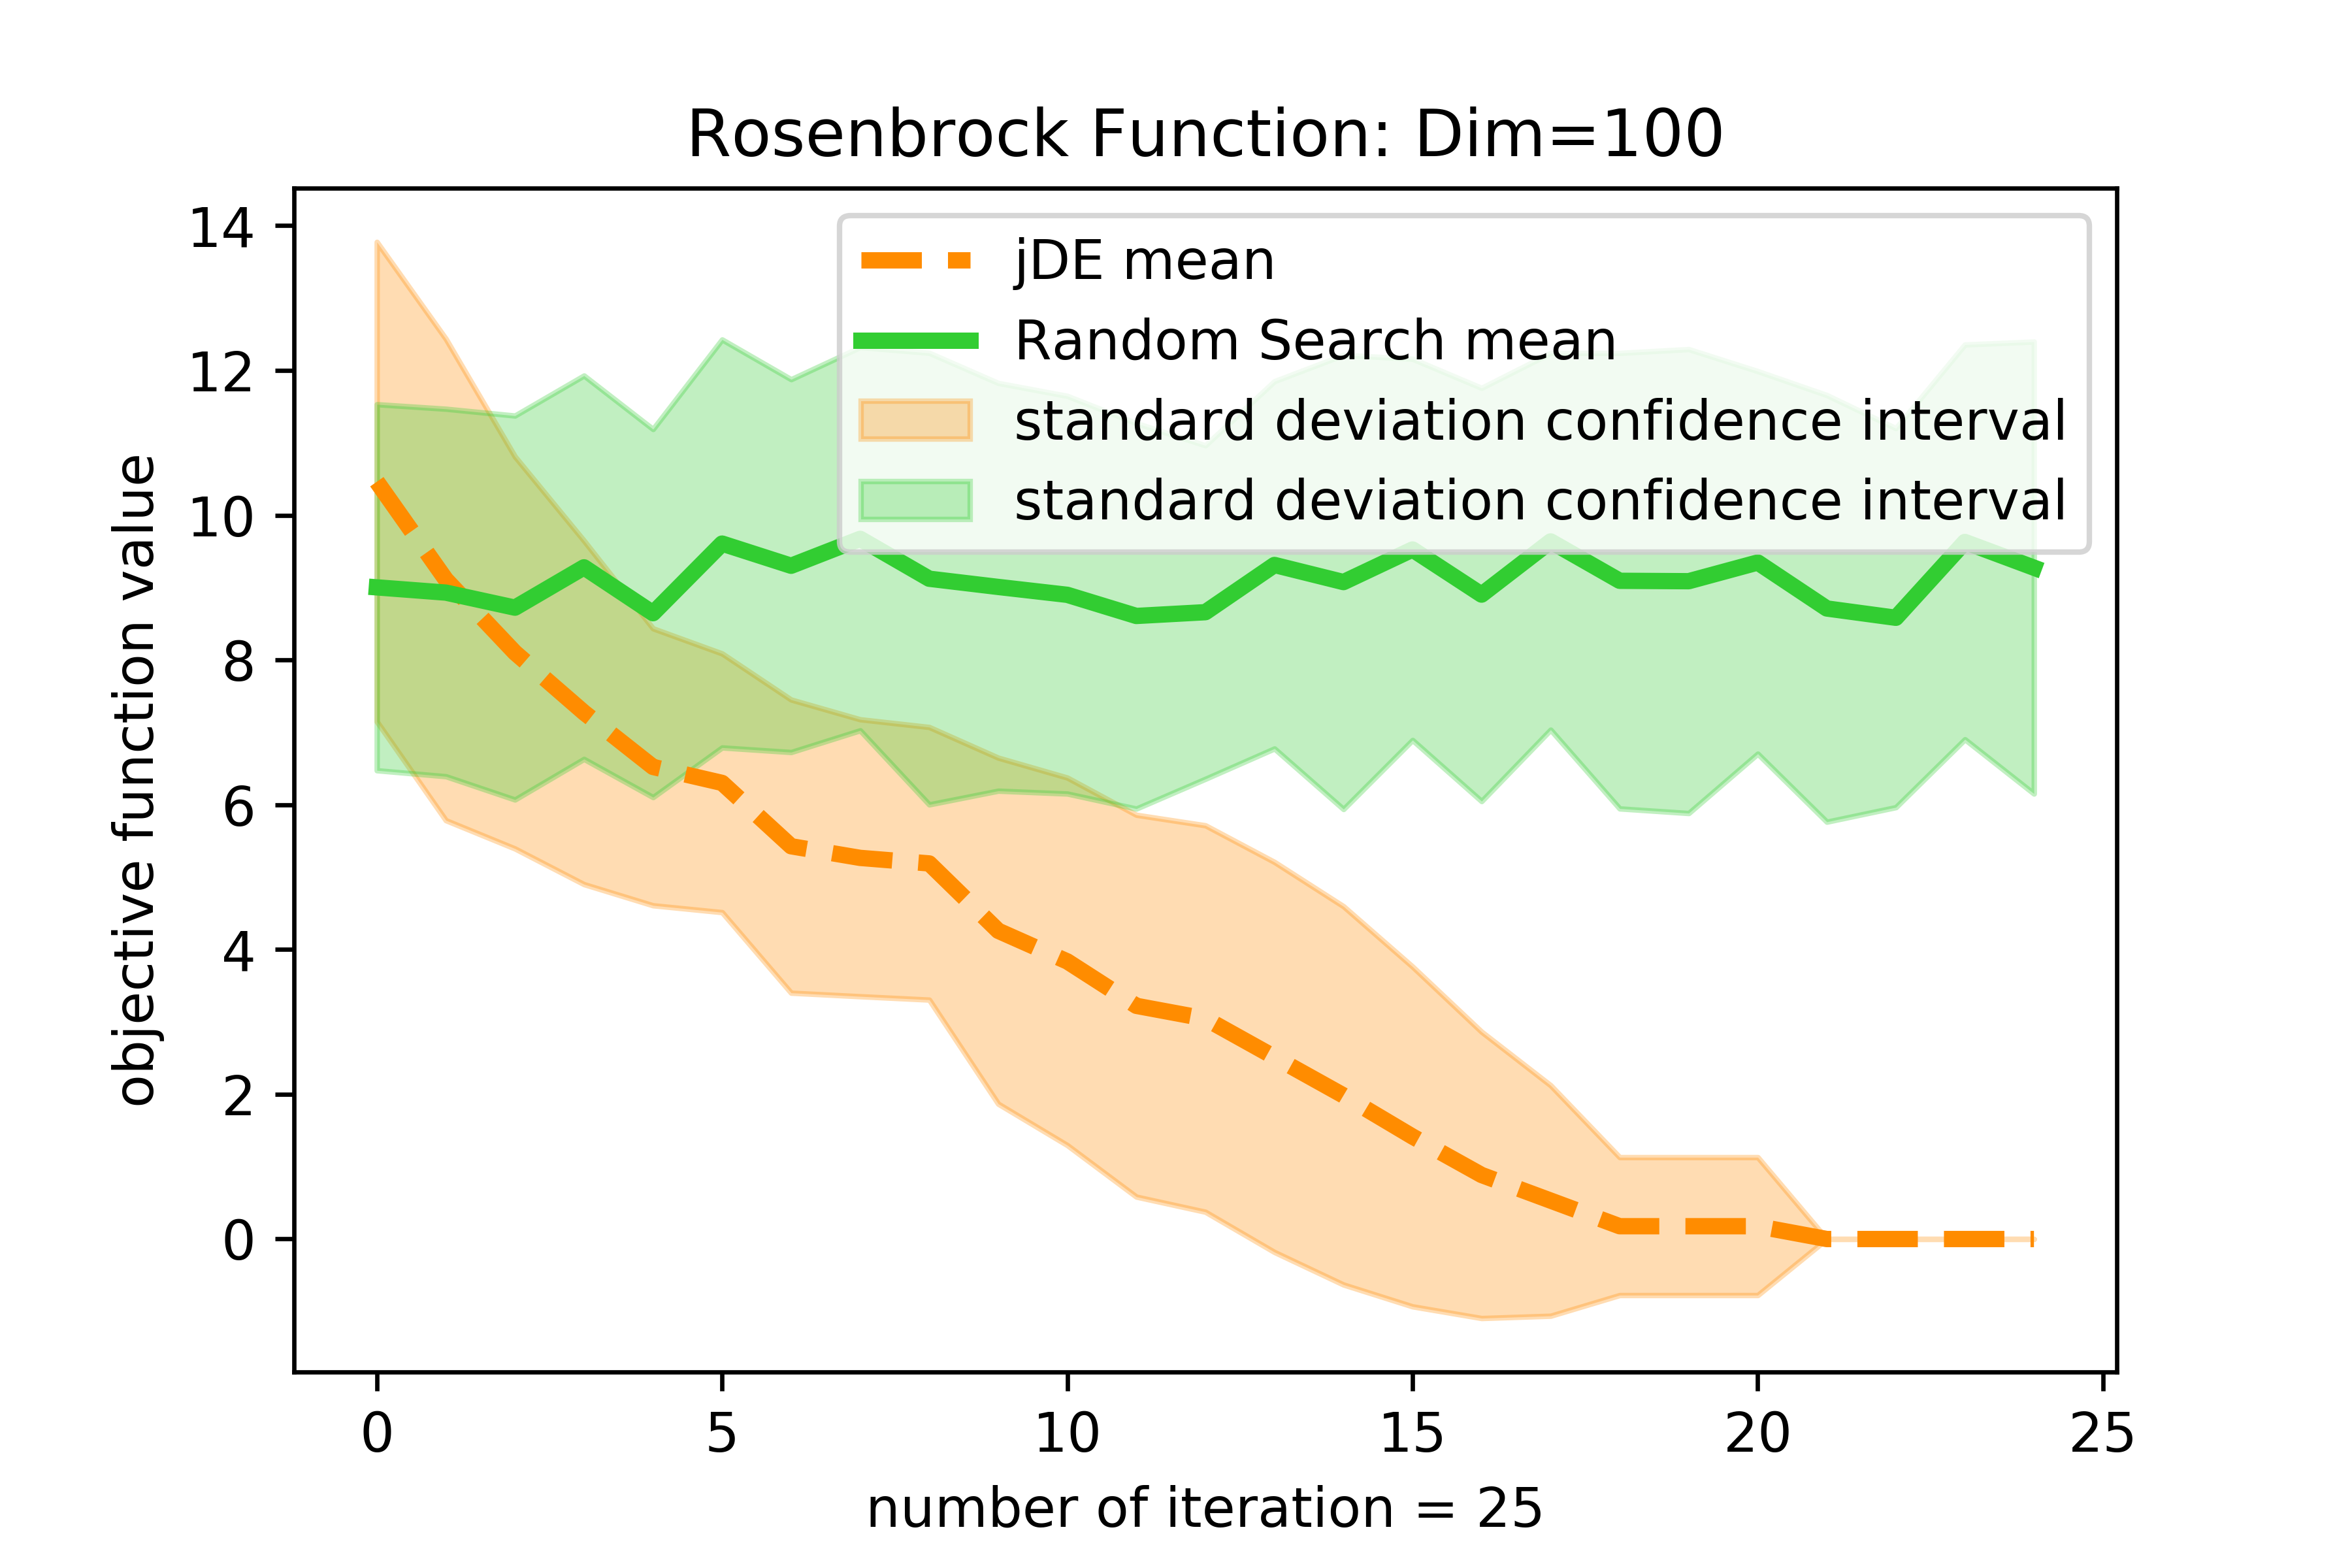 Rosenbrock Function: Dim=100
14
12
10
8
6
4
2
0
objective function value
jDE mean
Random Search mean
standard deviation confidence interval
standard deviation confidence interval
0 5 10 15 20 25
number of iteration = 25